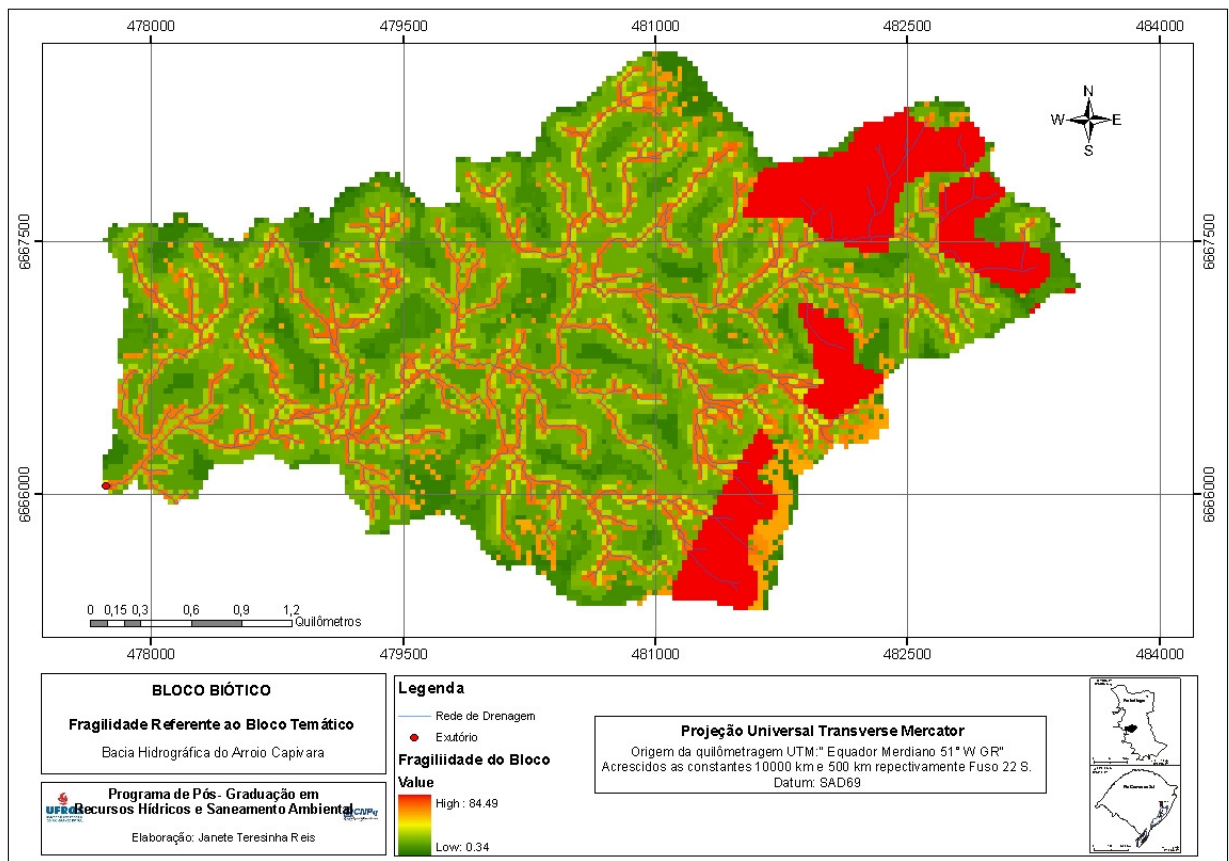 478000 479500 481000 482500 484000
N
W E
S
6667500 6667500
6666000 6666000
0 0,15 0,3 0,6 0,9 1,2
Quilômetros
478000 479500 481000 482500 484000
BLOCO BIÓTICO
Fragilidade Referente ao Bloco Temático
Bacia Hidrográfica do Arroio Capivara
Programa de Pós- Graduação em
Recursos Hídricos e Saneamento Ambiental
UFRGS
CNPq
Elaboração: Janete Teresinha Reis
Legenda
Rede de Drenagem
Exutório
Fragiliidade do Bloco
Value
High : 84.49
Low: 0.34
Projeção Universal Transverse Mercator
Origem da quilômetragem UTM:" Equador Merdiano 51° W GR"
Acrescidos as constantes 10000 km e 500 km repectivamente Fuso 22 S.
Datum: SAD69